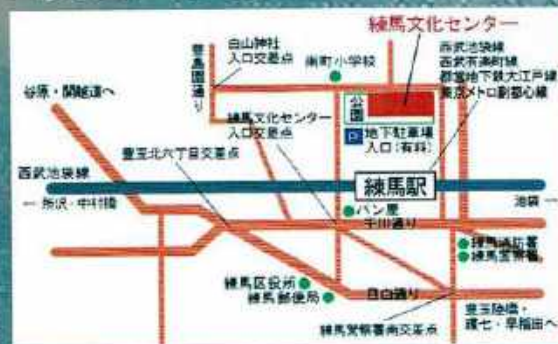 練馬文化センター
白山神社
入口交差点
豊島園通り
南町小学校
西武池袋線
西武有楽町線
都営地下鉄大江戸線
東京メトロ副都心線
谷原・関越道へ
練馬文化センター
入口交差点
公園
P 地下駐車場
入口(有料)
豊玉北六丁目交差点
西武池袋線
練馬駅
← 所沢・中村橋
池袋 →
パン屋
千川通り
練馬消防署
練馬警察署
練馬区役所
練馬郵便局
目白通り
豊玉陸橋・
環七・早稲田へ
練馬警察署南交差点